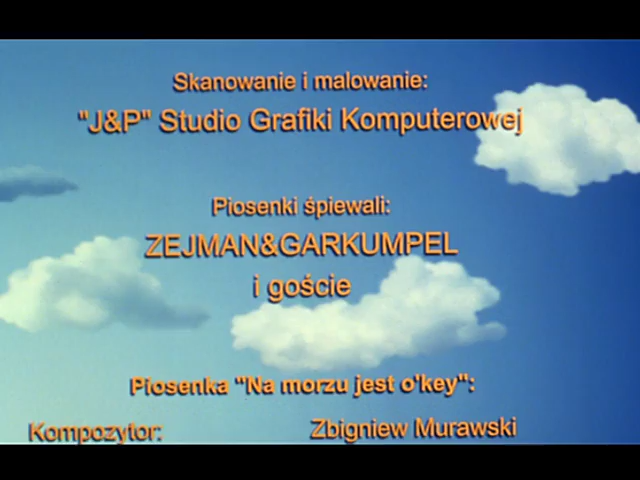 Skanowanie i malowanie:
"J&P" Studio Grafiki Komputerowej
Piosenki śpiewali:
ZEJMAN&GARKUMPEL
i goście
Piosenka "Na morzu jest o'key":
Kompozytor: Zbigniew Murawski